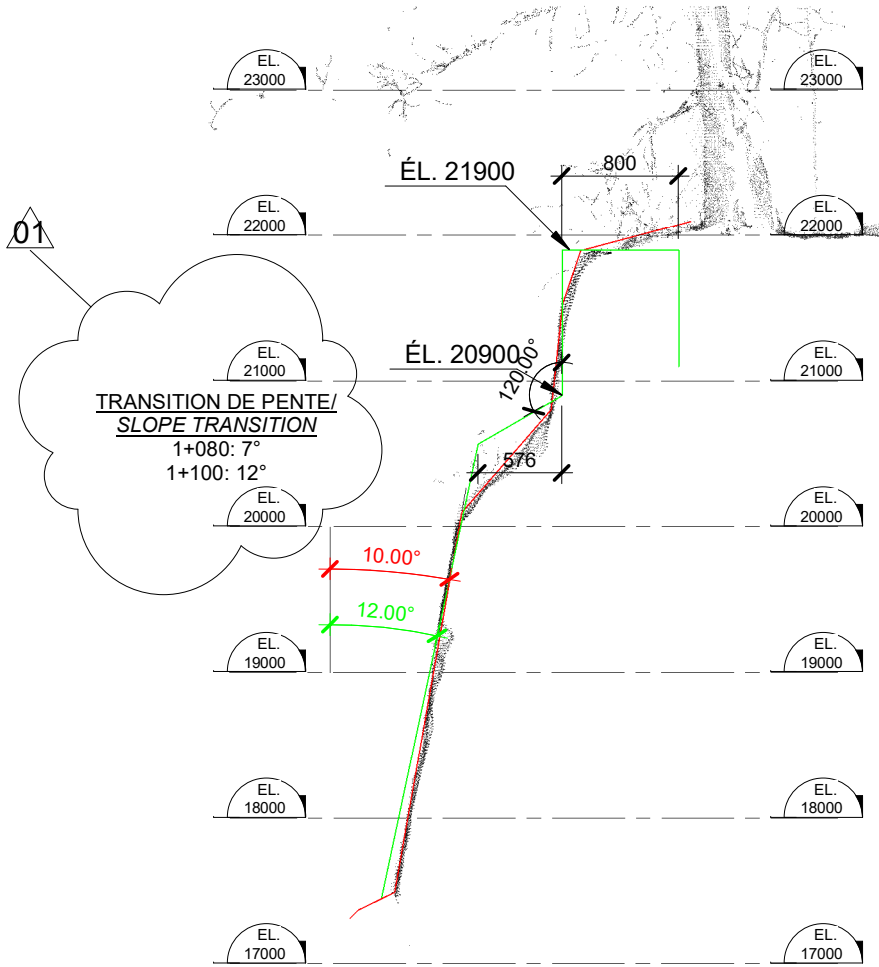 EL.
23000
EL.
23000
800
ÉL. 21900
EL.
22000
EL.
22000
01
ÉL. 20900
120.00°
EL.
21000
EL.
21000
TRANSITION DE PENTE/
SLOPE TRANSITION
1+080: 7°
1+100: 12°
576
EL.
20000
EL.
20000
10.00°
12.00°
EL.
19000
EL.
19000
EL.
18000
EL.
18000
EL.
17000
EL.
17000